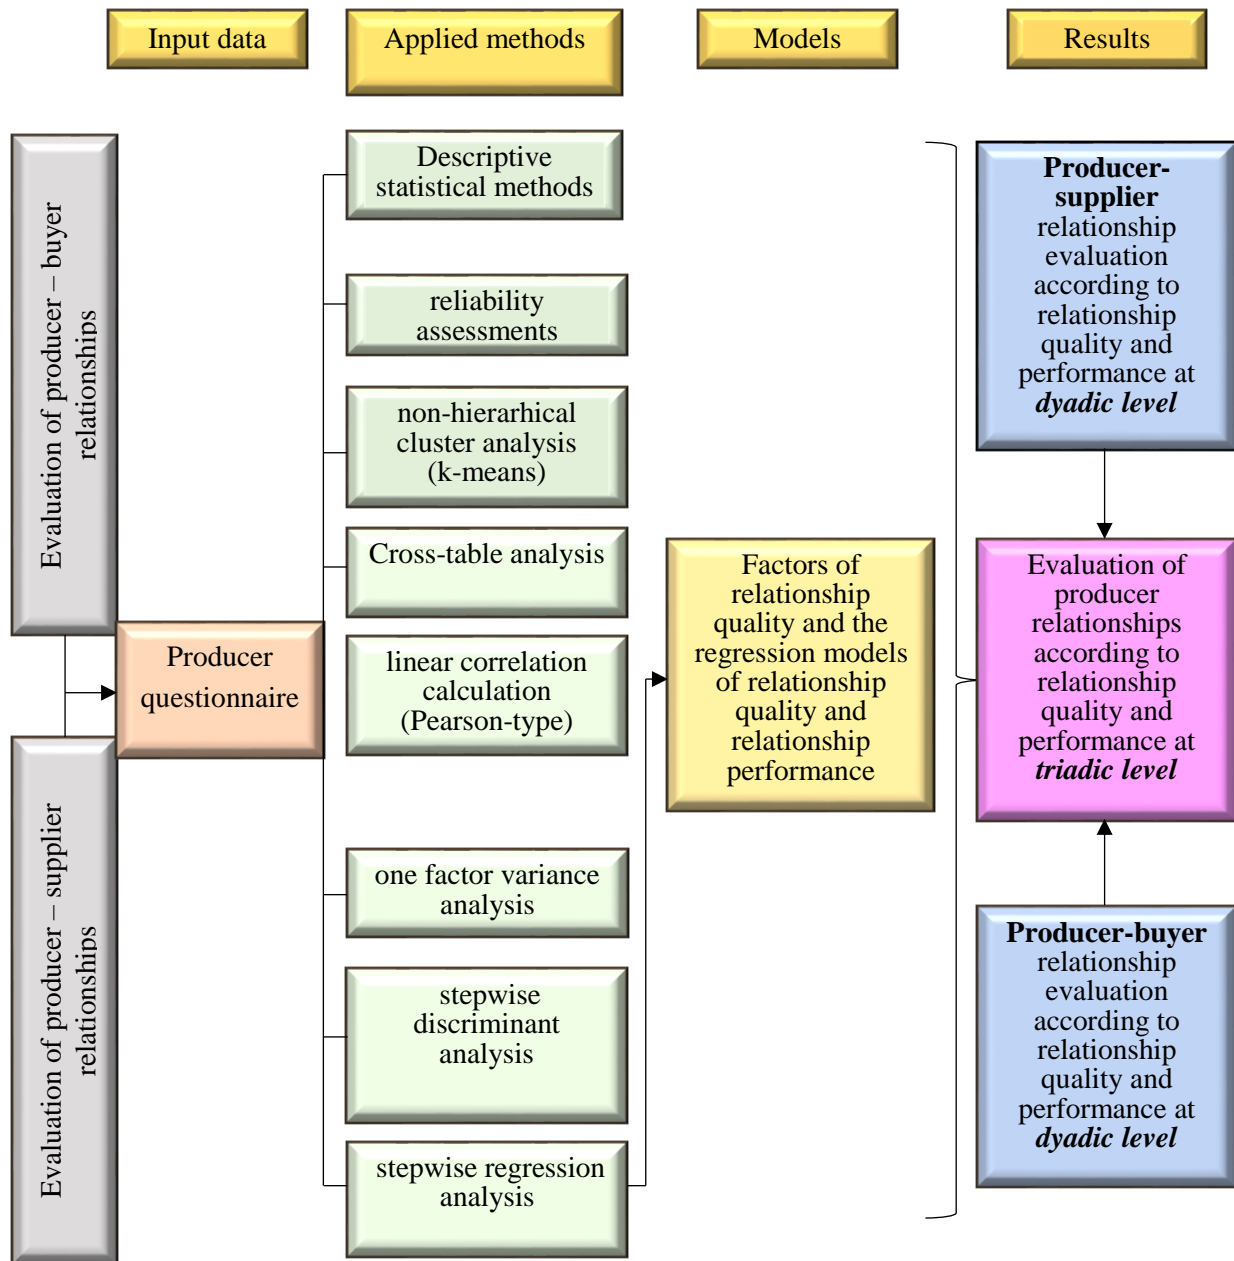 Input data
Applied methods
Models
Results
Evaluation of producer – buyer
relationships
Evaluation of producer – supplier
relationships
Producer
questionnaire
Descriptive
statistical methods
reliability
assessments
non-hierarhical
cluster analysis
(k-means)
Cross-table analysis
linear correlation
calculation
(Pearson-type)
one factor variance
analysis
stepwise
discriminant
analysis
stepwise regression
analysis
Factors of
relationship
quality and the
regression models
of relationship
quality and
relationship
performance
Producer-
supplier
relationship
evaluation
according to
relationship
quality and
performance at
dyadic level
Evaluation of
producer
relationships
according to
relationship
quality and
performance at
triadic level
Producer-buyer
relationship
evaluation
according to
relationship
quality and
performance at
dyadic level